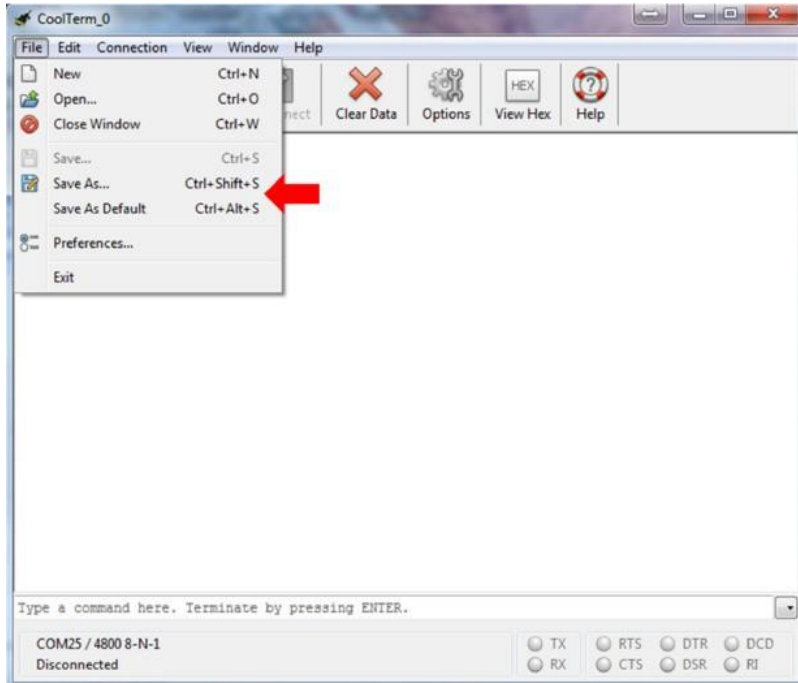 CoolTerm_0
File Edit Connection View Window Help
New Ctrl+N
Open... Ctrl+O
Close Window Ctrl+W
Save... Ctrl+S
Save As... Ctrl+Shift+S
Save As Default Ctrl+Alt+S
Preferences...
Exit
nect Clear Data Options View Hex Help
HEX
Type a command here. Terminate by pressing ENTER.
COM25 / 4800 8-N-1
Disconnected
TX RTS DTR DCD
RX CTS DSR RI